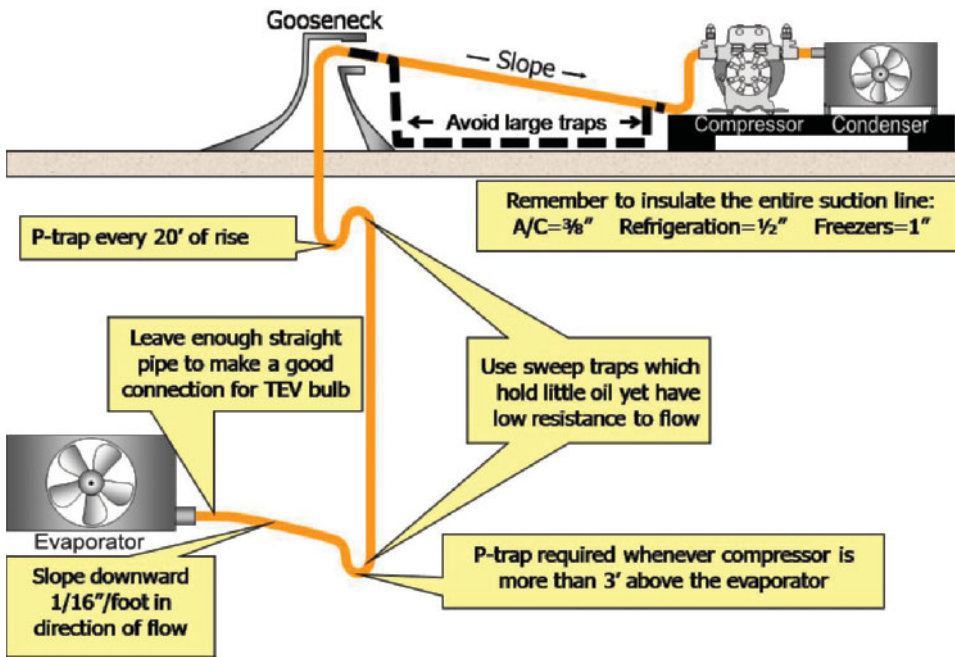 Gooseneck
Slope
Avoid large traps
Compressor
Condenser
Remember to insulate the entire suction line:
A/C=⅜" Refrigeration=½" Freezers=1"
P-trap every 20' of rise
Leave enough straight
pipe to make a good
connection for TEV bulb
Use sweep traps which
hold little oil yet have
low resistance to flow
Evaporator
Slope downward
1/16"/foot in
direction of flow
P-trap required whenever compressor is
more than 3' above the evaporator